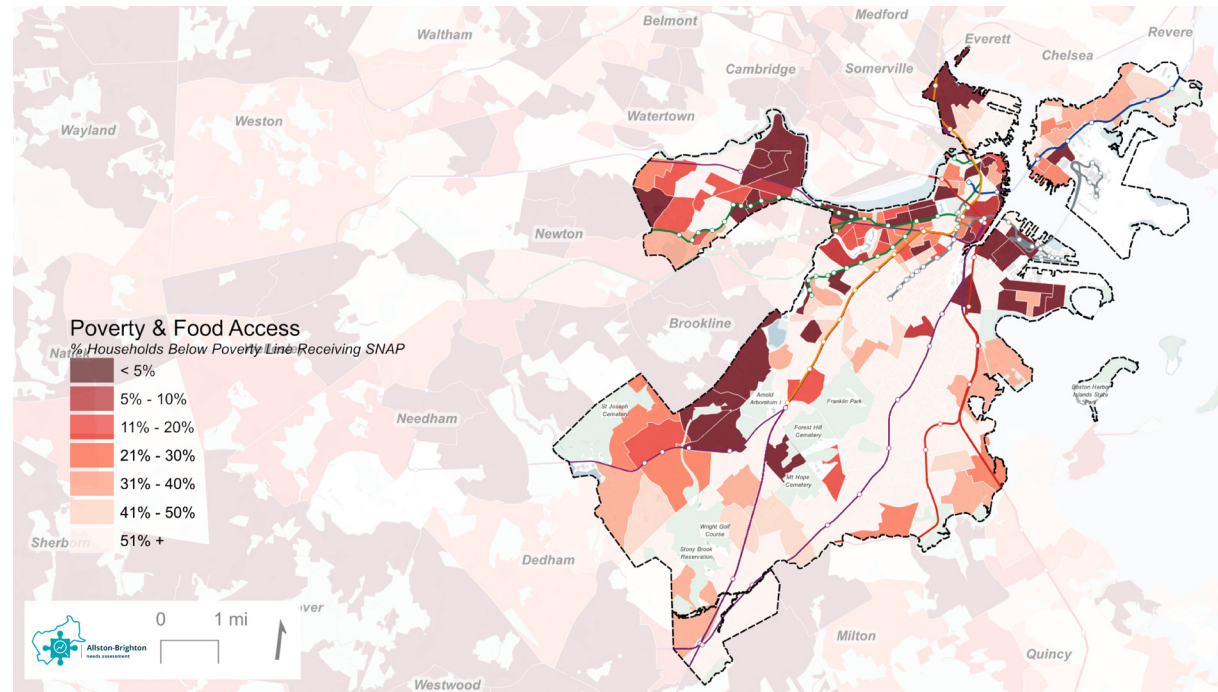 Belmont
Medford
Revere
Waltham
Everett
Chelsea
Cambridge
Somerville
Watertown
Wayland
Weston
Newton
Brookline
Poverty & Food Access
% Households Below Poverty Line Receiving SNAP
< 5%
5% - 10%
11% - 20%
21% - 30%
31% - 40%
41% - 50%
51% +
Needham
St Joseph
Cemetery
Arnold
Arboretum
Franklin Park
Boston Harbor
Islands State
Park
Forest Hill
Cemetery
Mt Hope
Cemetery
Wright Golf
Course
Stony Brook
Reservation
Sherborn
Dedham
over
0 1 mi
Allston-Brighton
needs assessment
Milton
Quincy
Westwood